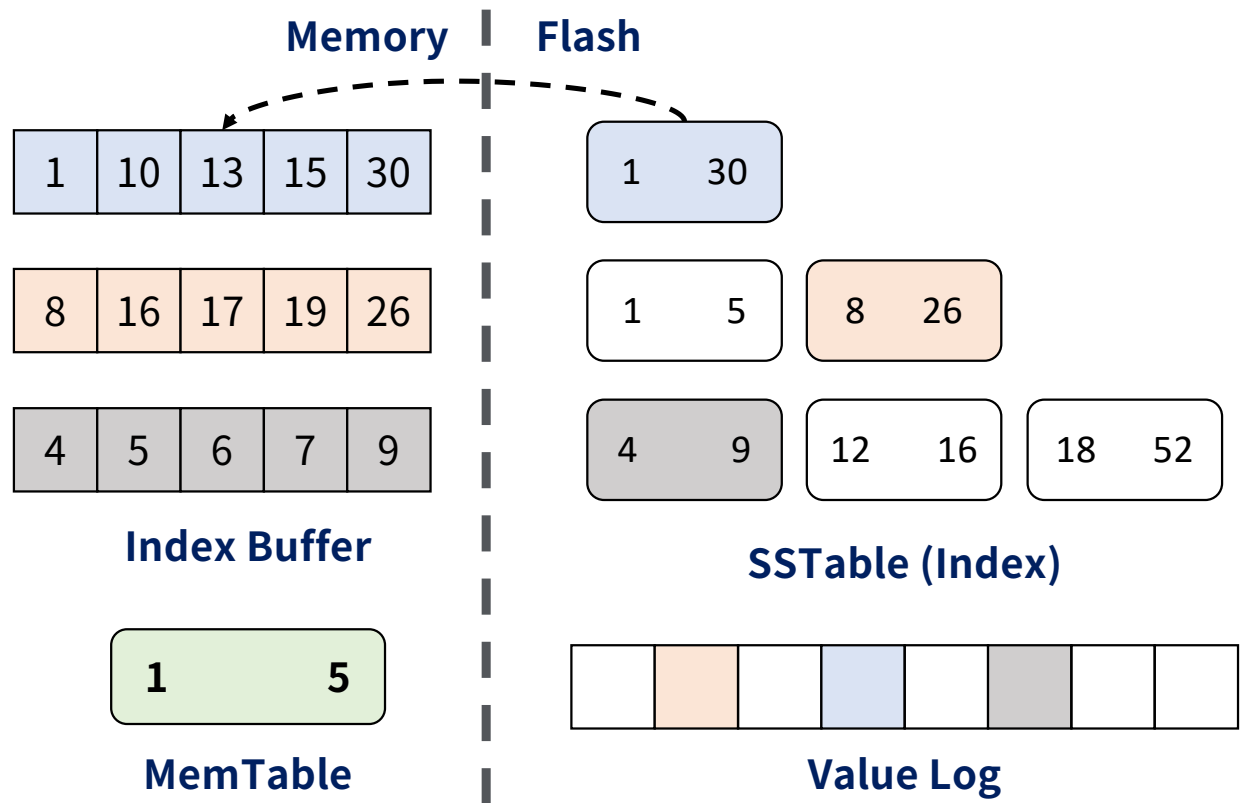 Memory Flash
1 10 13 15 30
1 30
8 16 17 19 26
1 5
8 26
4 5 6 7 9
4 9
12 16
18 52
Index Buffer
SSTable (Index)
1 5
MemTable
Value Log